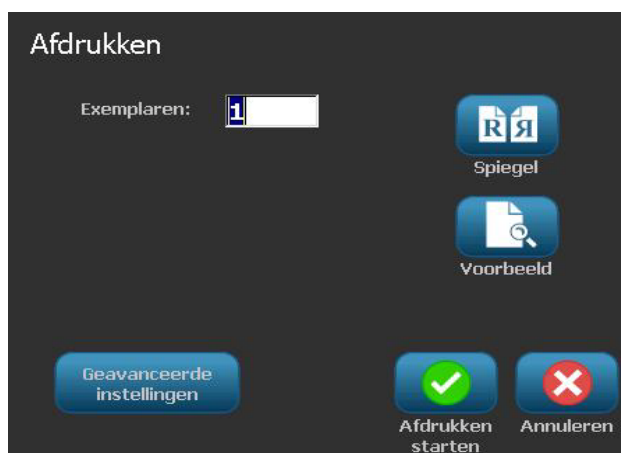 Afdrukken
Exemplaren: 1
Spiegel
Voorbeeld
Geavanceerde
instellingen
Afdrukken
starten
Annuleren